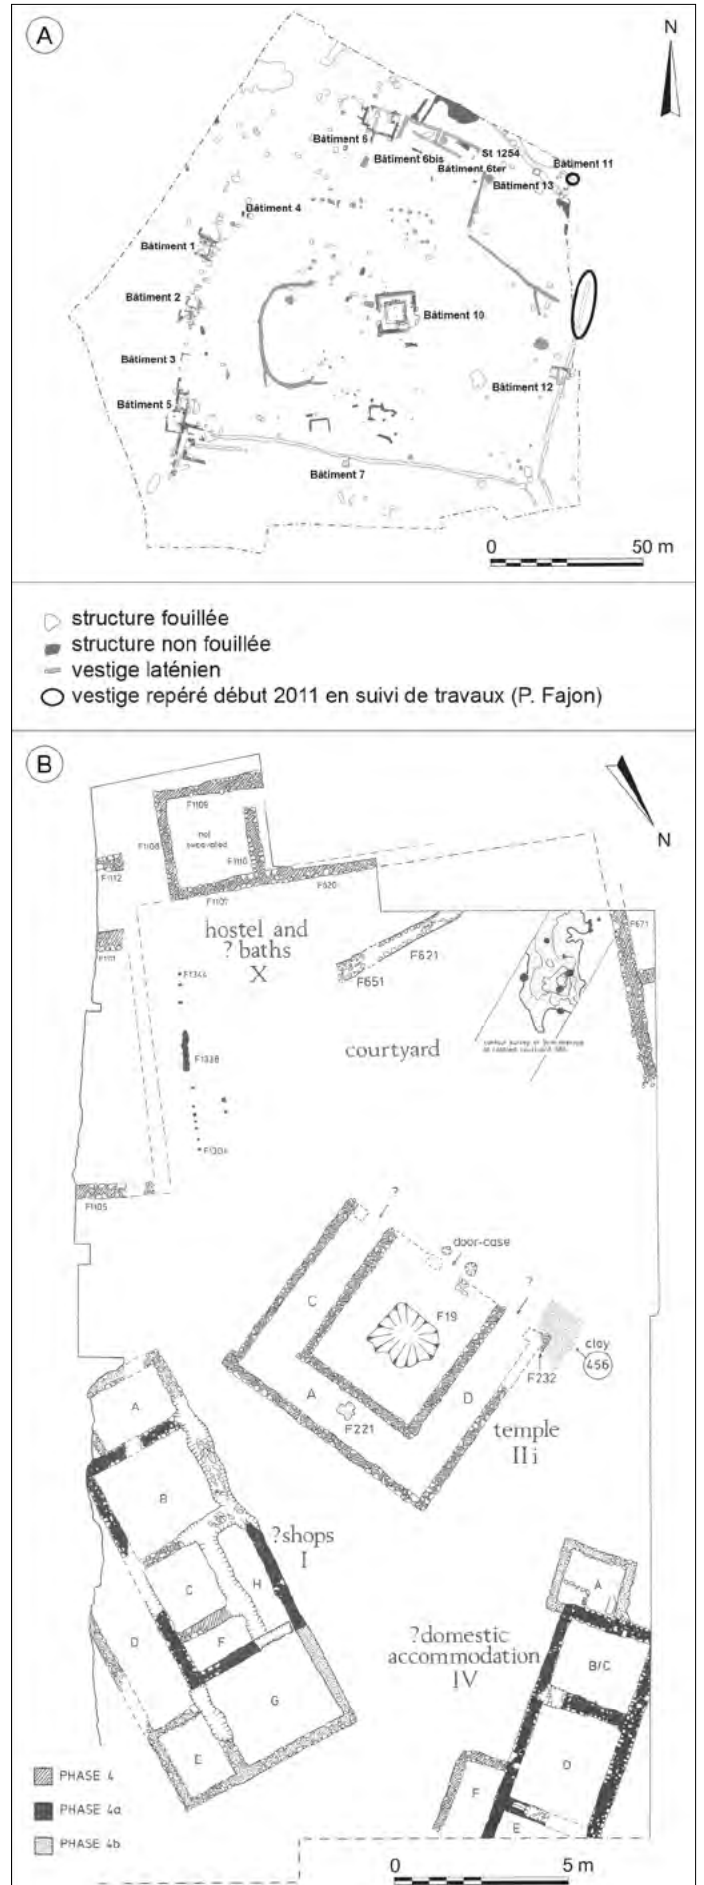 A
N
Bâtiment 6
Bâtiment 6bis
St 1254
Bâtiment 6ter
Bâtiment 11
Bâtiment 13
Bâtiment 4
Bâtiment 1
Bâtiment 2
Bâtiment 10
Bâtiment 3
Bâtiment 12
Bâtiment 5
Bâtiment 7
0 50 m
structure fouillée
structure non fouillée
vestige laténien
vestige repéré début 2011 en suivi de travaux (P. Fajon)
B
N
F1109
F1108
not
excavated
F1110
F1112
F1107
F620
F1111
hostel and
? baths
X
F651
F621
F671
F1344
courtyard
F1338
F1304
F1105
?
door-case
?
C
F19
clay
456
F232
A
D
F221
temple
II i
A
B
?shops
I
C
H
D
F
G
E
A
?domestic
accommodation
IV
B/C
D
F
E
PHASE 4
PHASE 4a
PHASE 4b
0 5 m